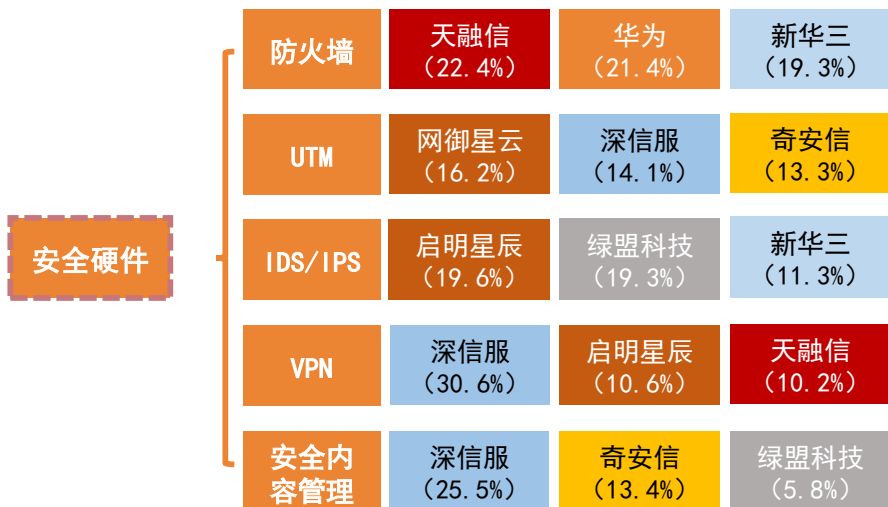 安全硬件
防火墙
天融信
（22.4%）
华为
（21.4%）
新华三
（19.3%）
UTM
网御星云
（16.2%）
深信服
（14.1%）
奇安信
（13.3%）
IDS/IPS
启明星辰
（19.6%）
绿盟科技
（19.3%）
新华三
（11.3%）
VPN
深信服
（30.6%）
启明星辰
（10.6%）
天融信
（10.2%）
安全内
容管理
深信服
（25.5%）
奇安信
（13.4%）
绿盟科技
（5.8%）